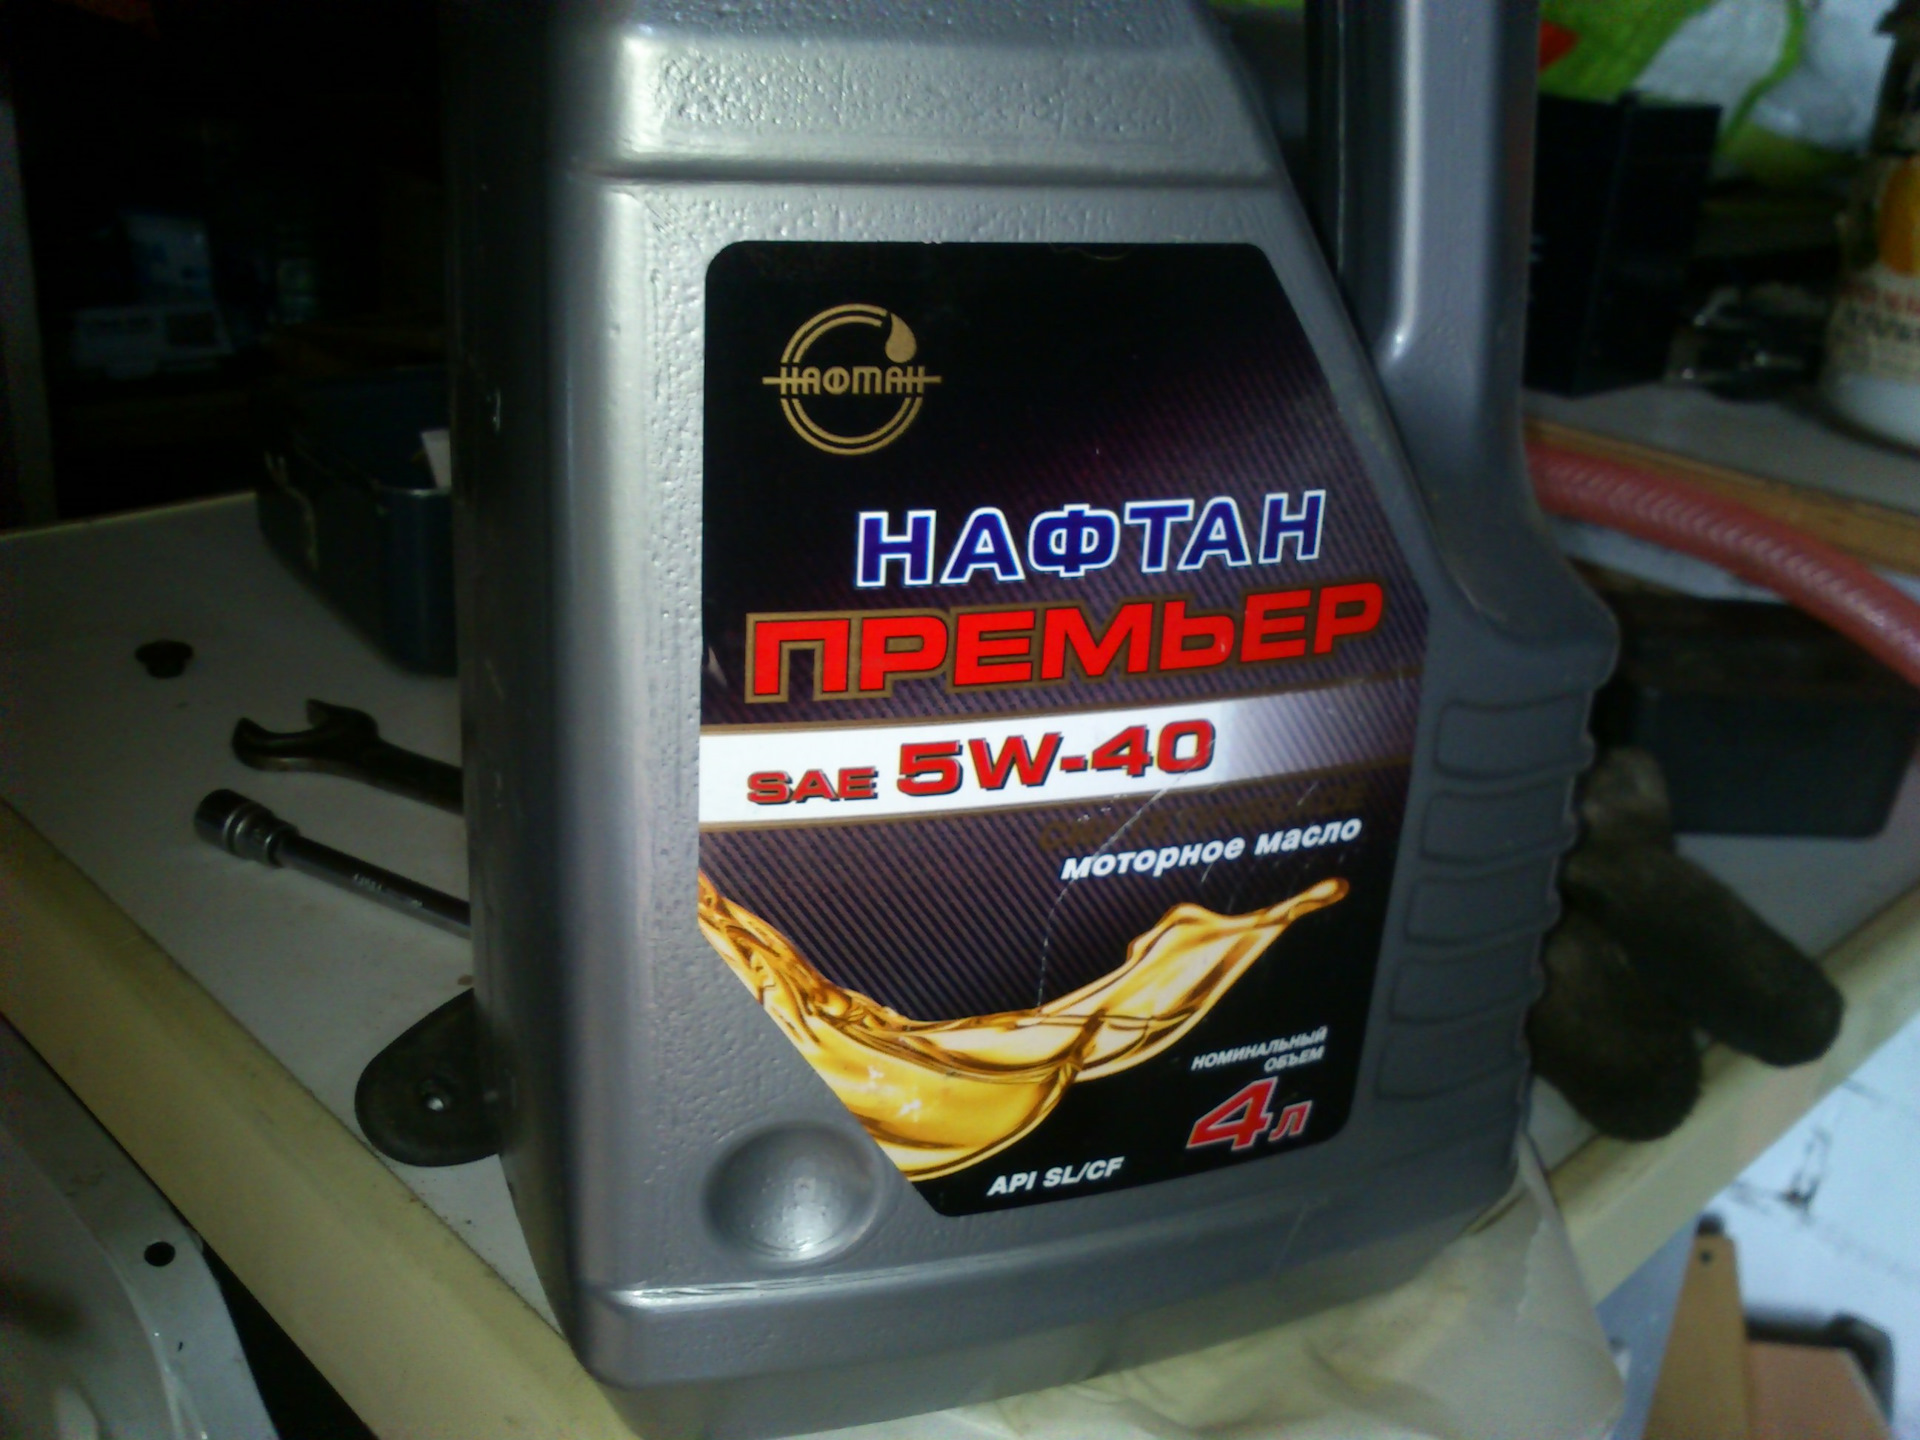 НАФТАН
НАФТАН
ПРЕМЬЕР
SAE 5W-40
моторное масло
НОМИНАЛЬНЫЙ
ОБЪЕМ
4л
API SL/CF